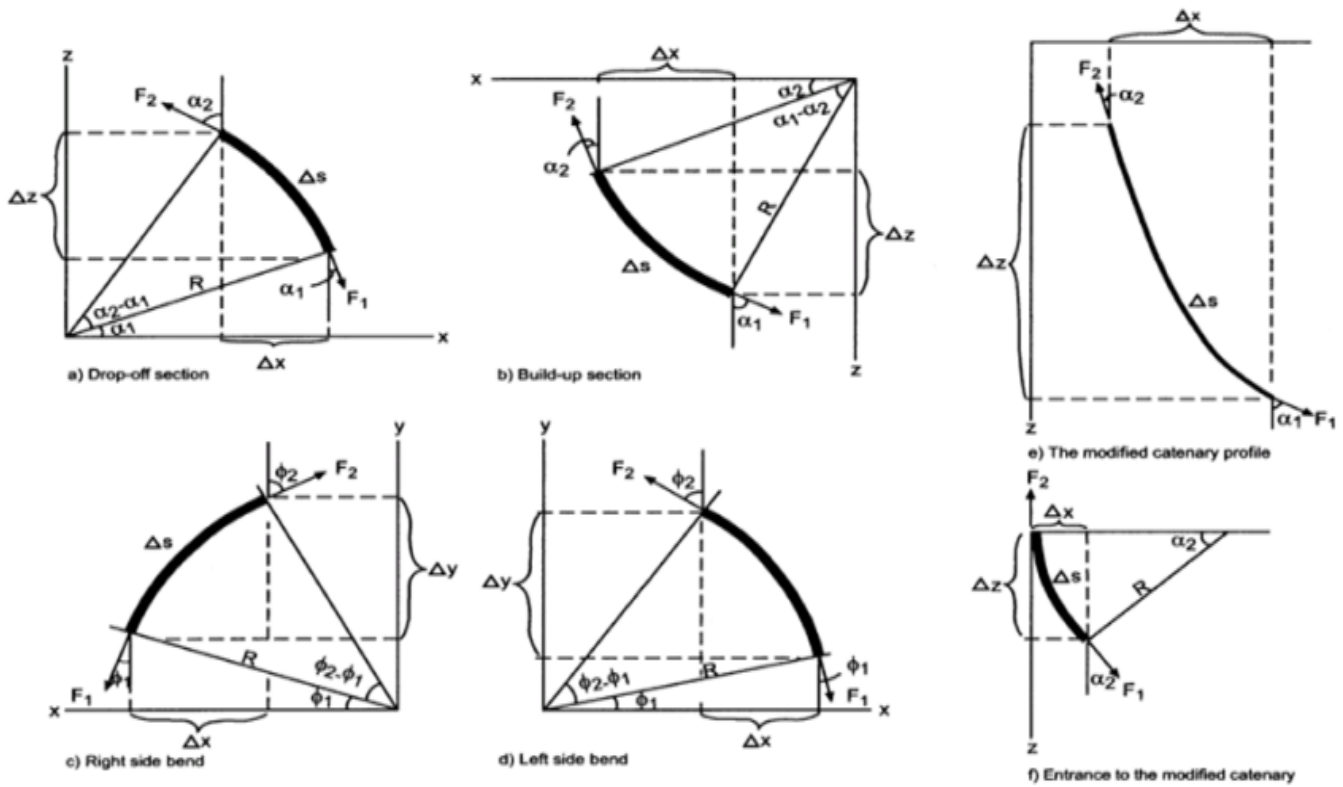 z
F₂
α₂
Δs
Δz
R
α₁
F₁
α₂-α₁
α₁
x
Δx
a) Drop-off section
Δx
x
α₂
F₂
α₁-α₂
α₂
R
Δz
Δs
α₁
F₁
z
b) Build-up section
Δx
F₂
α₂
Δz
Δs
z
α₁
F₁
e) The modified catenary profile
y
ϕ₂
F₂
Δs
Δy
R
ϕ₂-ϕ₁
ϕ₁
F₁
ϕ₁
x
Δx
c) Right side bend
y
F₂
ϕ₂
Δy
R
ϕ₂-ϕ₁
ϕ₁
ϕ₁
F₁
x
Δx
d) Left side bend
F₂
Δx
α₂
Δz
Δs
R
α₂
F₁
z
f) Entrance to the modified catenary